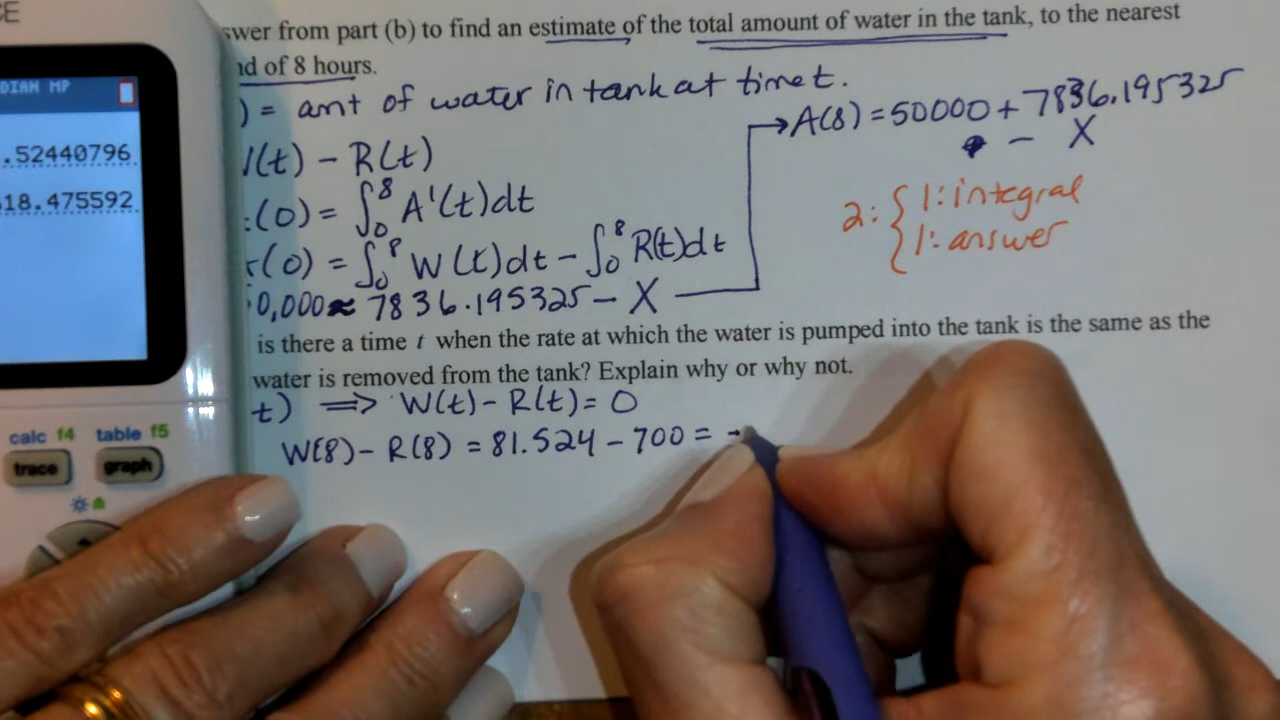 CE
swer from part (b) to find an estimate of the total amount of water in the tank, to the nearest
nd of 8 hours.
DIAN MP
.52440796
18.475592
) = amt of water in tank at time t.
W(t) - R(t)
(0) = ∫₀⁸ A'(t)dt
(0) = ∫₀⁸ W(t)dt - ∫₀⁸ R(t)dt
0,000 ≈ 7836.195325 - X
→ A(8) = 50000 + 7836.195325
- X
2: { 1: integral
1: answer
is there a time t when the rate at which the water is pumped into the tank is the same as the
water is removed from the tank? Explain why or why not.
t) ⟹ W(t) - R(t) = 0
W(8) - R(8) = 81.524 - 700 = -
calc f4 table f5
trace graph